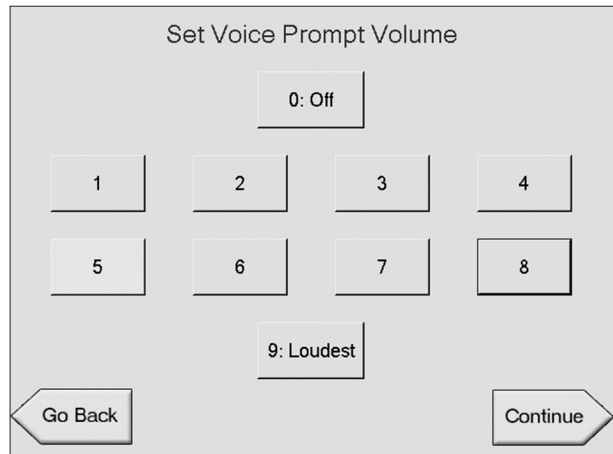 Set Voice Prompt Volume
0: Off
1 2 3 4
5 6 7 8
9: Loudest
Go Back Continue